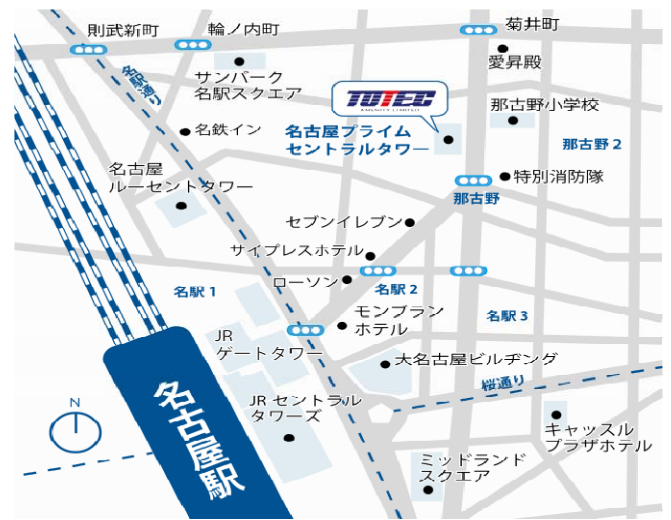 則武新町
輪ノ内町
菊井町
愛昇殿
サンパーク
名駅スクエア
名駅通り
TOTEC
AMENITY LIMITED
名古屋プライム
セントラルタワー
那古野小学校
那古野2
名鉄イン
名古屋
ルーセントタワー
特別消防隊
那古野
セブンイレブン
サイプレスホテル
ローソン
名駅1
名駅2
名駅3
モンブラン
ホテル
JR
ゲートタワー
大名古屋ビルヂング
桜通り
JRセントラル
タワーズ
N
名古屋駅
キャッスル
プラザホテル
ミッドランド
スクエア